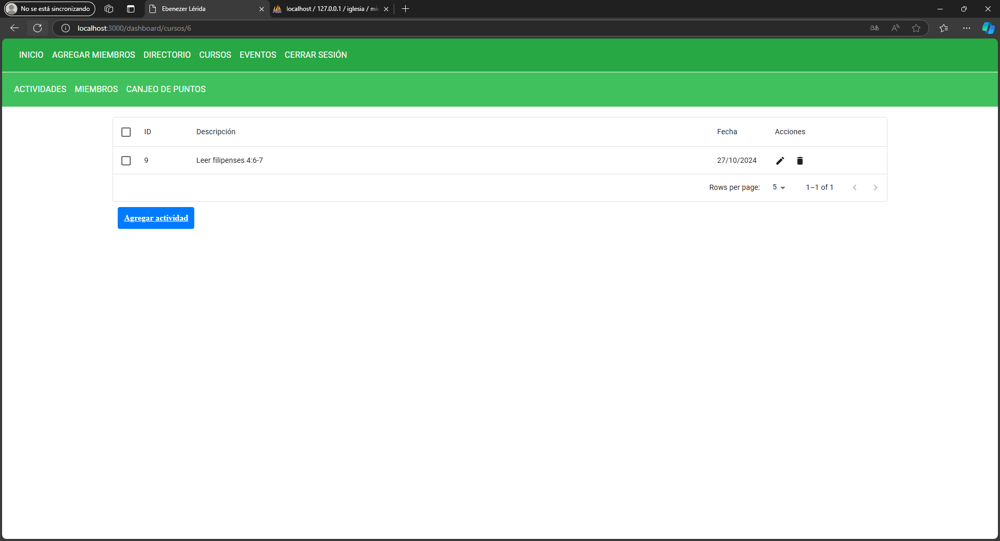 No se está sincronizando
Ebenezer Lérida
localhost / 127.0.0.1 / iglesia / mi
localhost:3000/dashboard/cursos/6
INICIO AGREGAR MIEMBROS DIRECTORIO CURSOS EVENTOS CERRAR SESIÓN
ACTIVIDADES MIEMBROS CANJEO DE PUNTOS
ID Descripción Fecha Acciones
9 Leer filipenses 4:6-7 27/10/2024
Rows per page: 5 1–1 of 1
Agregar actividad